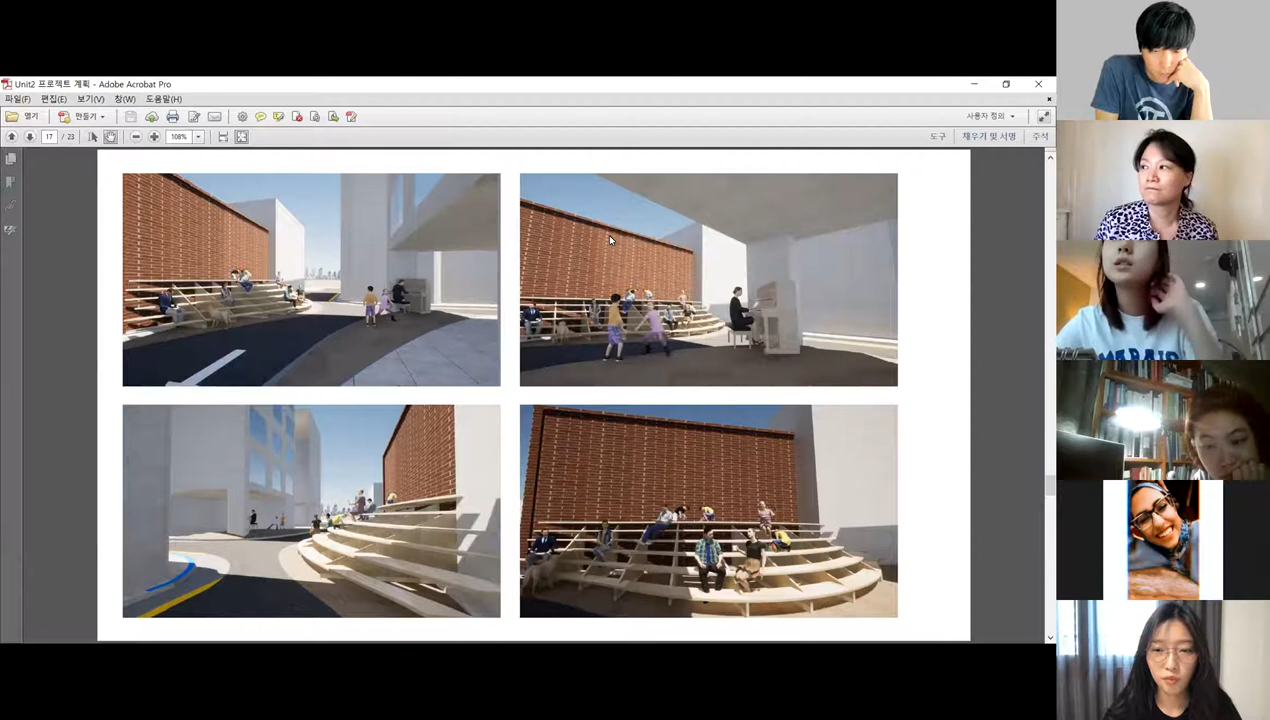 Unit2 프로젝트 계획 - Adobe Acrobat Pro
파일(F) 편집(E) 보기(V) 창(W) 도움말(H)
열기 만들기 사용자 정의
17 / 23 108% 도구 채우기 및 서명 주석
MARAIS